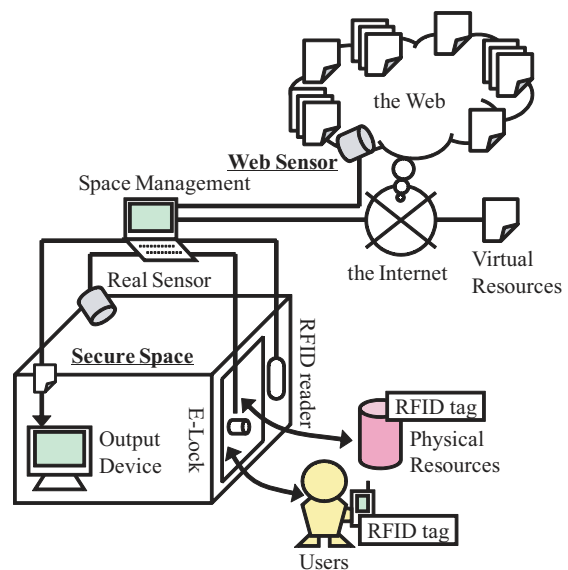 the Web
Web Sensor
Space Management
the Internet
Virtual
Resources
Real Sensor
Secure Space
RFID reader
E-Lock
Output
Device
RFID tag
Physical
Resources
RFID tag
Users